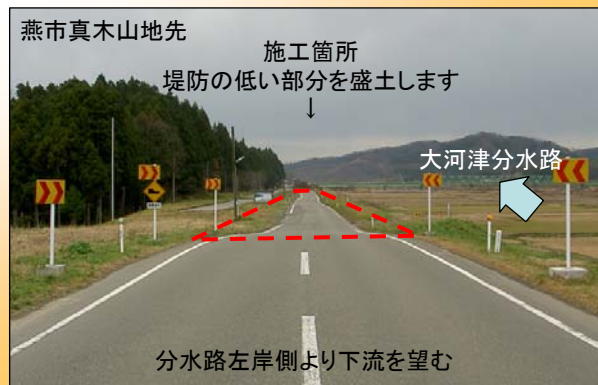 燕市真木山地先
施工箇所
堤防の低い部分を盛土します
↓
大河津分水路
分水路左岸側より下流を望む